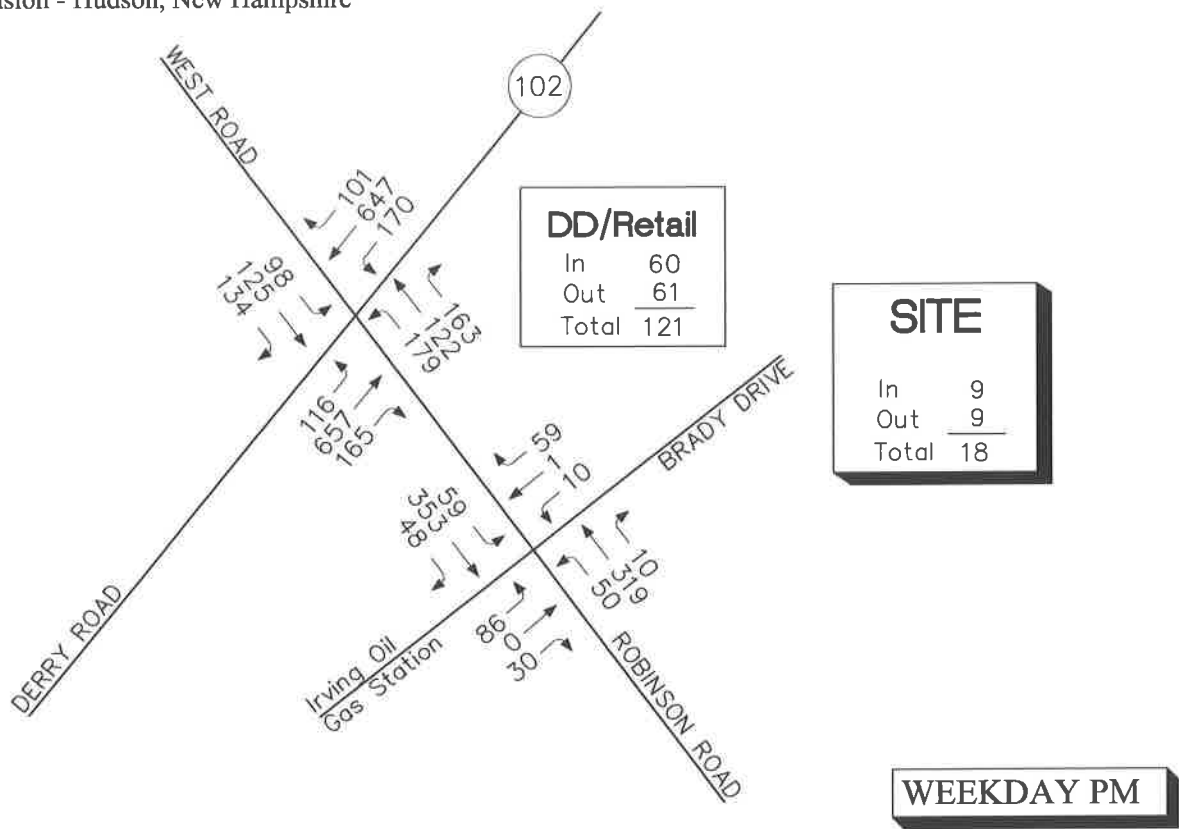 sion - Hudson, New Hampshire
WEST ROAD
102
101
647
170
98
125
134
163
122
179
116
657
165
DD/Retail
In 60
Out 61
Total 121
SITE
In 9
Out 9
Total 18
BRADY DRIVE
59
1
10
59
353
48
10
319
50
86
0
30
DERRY ROAD
Irving Oil
Gas Station
ROBINSON ROAD
WEEKDAY PM